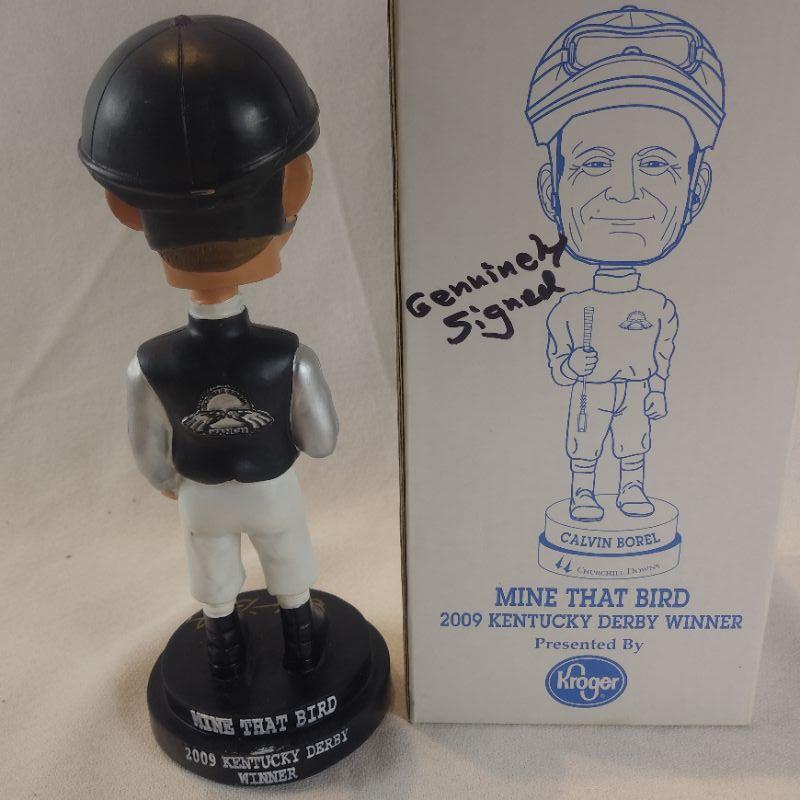 MINE THAT BIRD
2009 KENTUCKY DERBY
WINNER
Genuinely
Signed
CALVIN BOREL
CHURCHILL DOWNS
MINE THAT BIRD
2009 KENTUCKY DERBY WINNER
Presented By
Kroger